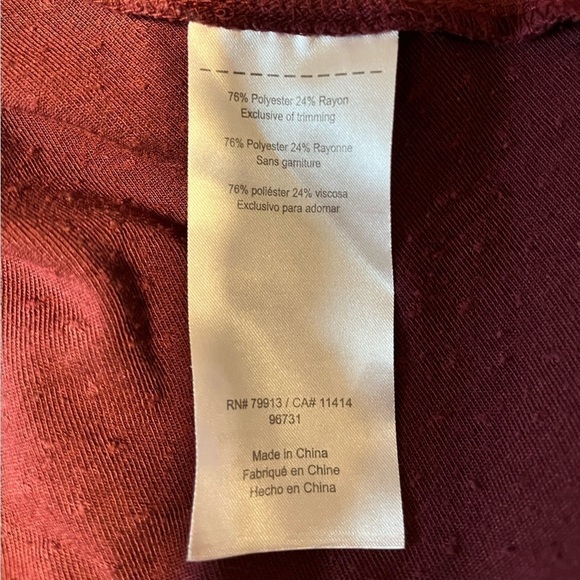 76% Polyester 24% Rayon
Exclusive of trimming
76% Polyester 24% Rayonne
Sans garniture
76% poliéster 24% viscosa
Exclusivo para adornar
RN# 79913 / CA# 11414
96731
Made in China
Fabriqué en Chine
Hecho en China